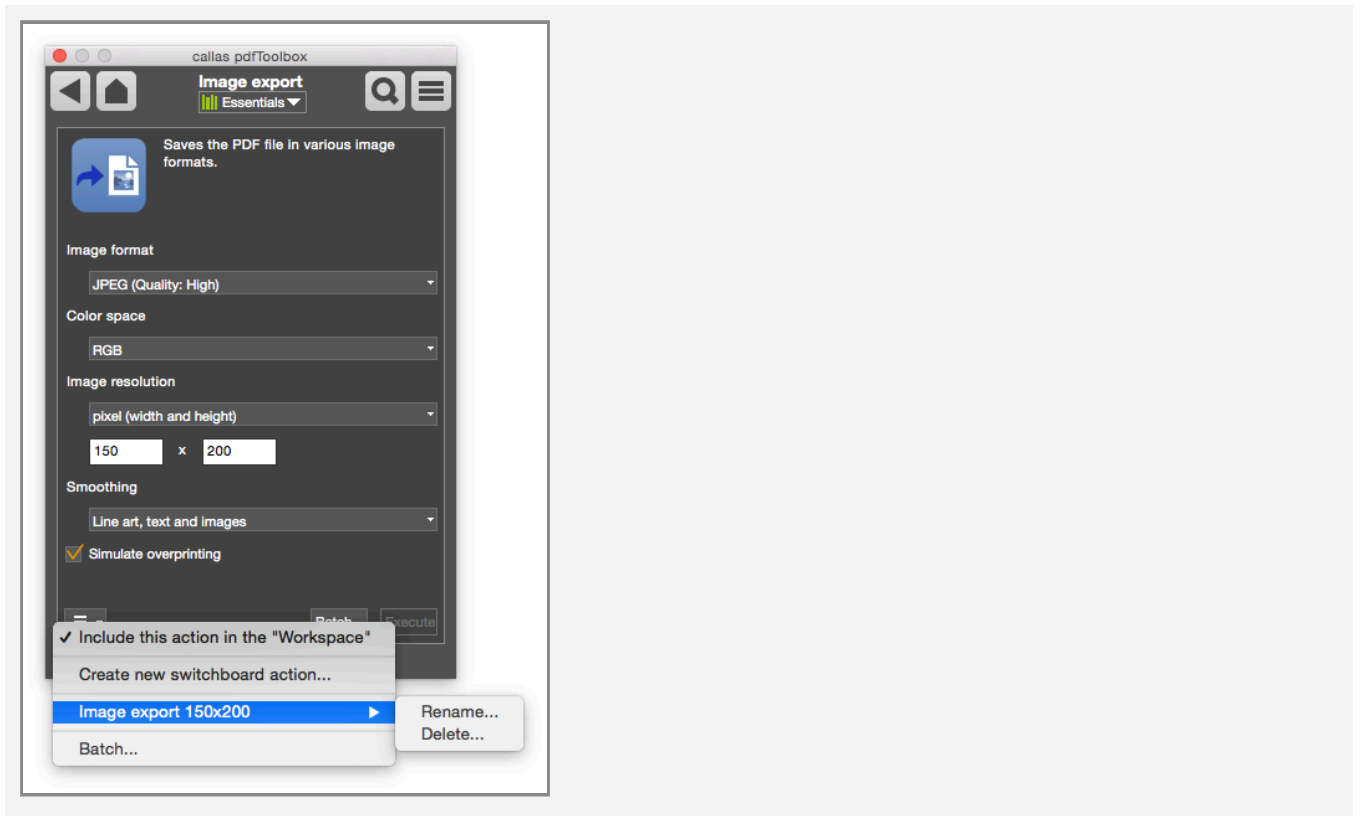 callas pdfToolbox
Image export
Essentials
Saves the PDF file in various image
formats.
Image format
JPEG (Quality: High)
Color space
RGB
Image resolution
pixel (width and height)
150 x 200
Smoothing
Line art, text and images
Simulate overprinting
Batch... Execute
✓ Include this action in the "Workspace"
Create new switchboard action...
Image export 150x200
Rename...
Delete...
Batch...